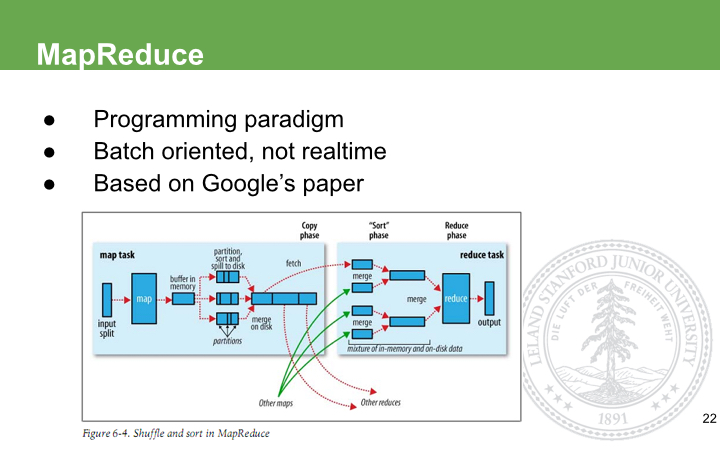 MapReduce
● Programming paradigm
● Batch oriented, not realtime
● Based on Google’s paper
Copy phase
"Sort" phase
Reduce phase
map task
reduce task
input split
map
buffer in memory
partition, sort and spill to disk
partitions
merge on disk
fetch
merge
merge
merge
mixture of in-memory and on-disk data
reduce
output
Other maps
Other reduces
Figure 6-4. Shuffle and sort in MapReduce
LELAND STANFORD JUNIOR UNIVERSITY
DIE LUFT DER FREIHEIT WEHT
1891
22